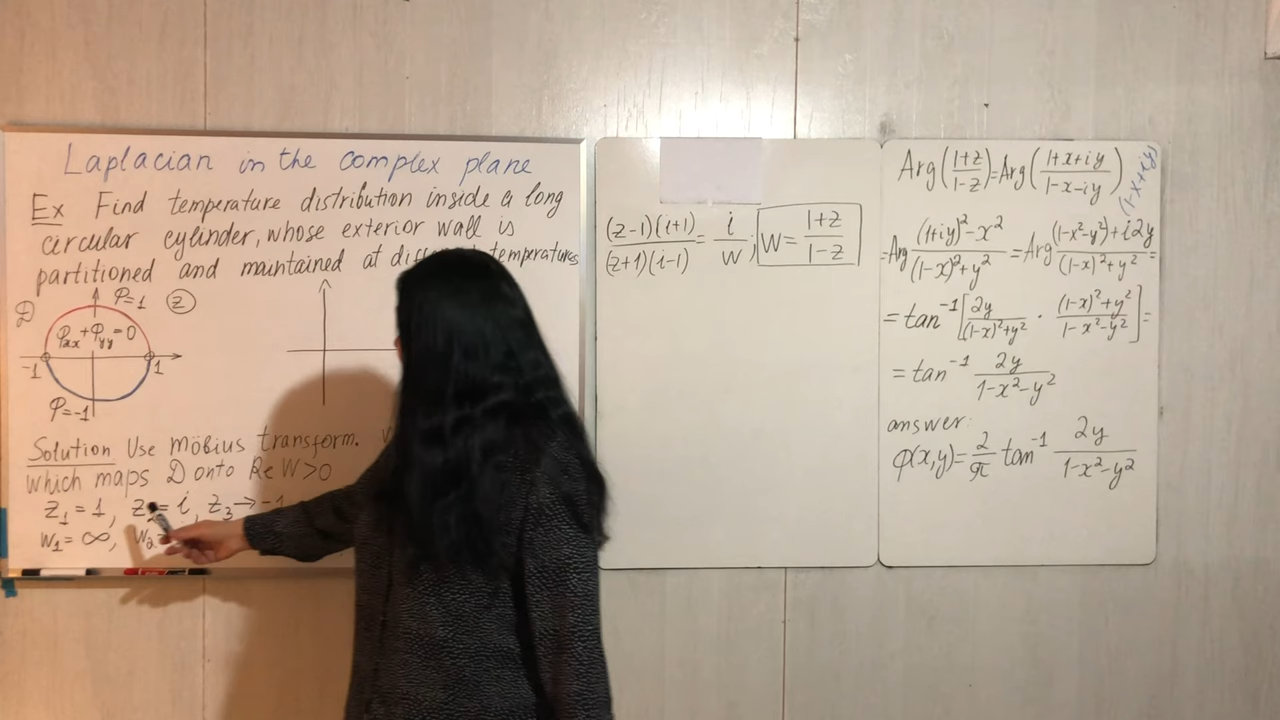 Laplacian in the complex plane
Ex Find temperature distribution inside a long
circular cylinder, whose exterior wall is
partitioned and maintained at temperatures
D φ=1 z
φxx+φyy=0
-1 1
φ=-1
Solution Use möbius transform.
which maps D onto Re W>0
z₁=1, z₂=i, z₃→-1
w₁=∞, w₂=
(z-1)(i+1)/(z+1)(i-1) = i/w; W = (1+z)/(1-z)
Arg((1+z)/(1-z))=Arg((1+x+iy)/(1-x-iy)) (1-x+iy)
=Arg((1+iy)²-x²)/((1-x)²+y²) = Arg((1-x²-y²)+i2y)/((1-x)²+y²) =
= tan⁻¹[2y/((1-x)²+y²) · ((1-x)²+y²)/(1-x²-y²)] =
= tan⁻¹ 2y/(1-x²-y²)
answer:
φ(x,y)= 2/π tan⁻¹ 2y/(1-x²-y²)